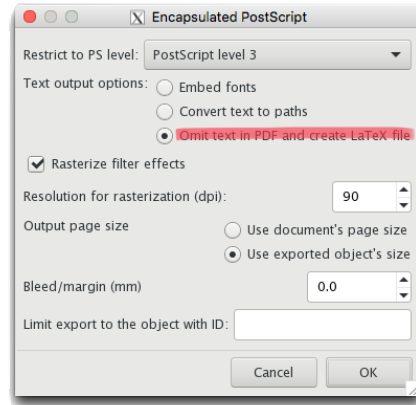 Encapsulated PostScript
Restrict to PS level: PostScript level 3
Text output options: Embed fonts
Convert text to paths
Omit text in PDF and create LaTeX file
Rasterize filter effects
Resolution for rasterization (dpi): 90
Output page size Use document's page size
Use exported object's size
Bleed/margin (mm) 0.0
Limit export to the object with ID:
Cancel OK